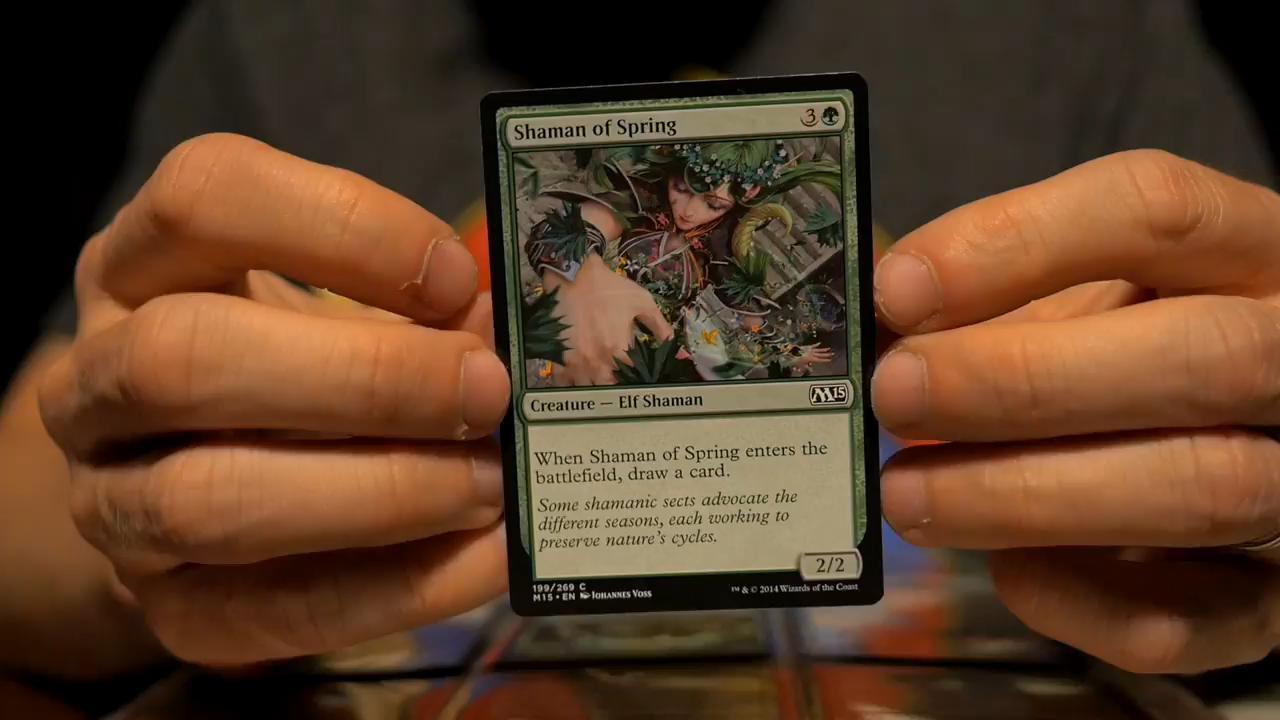 Shaman of Spring 3
Creature — Elf Shaman M15
When Shaman of Spring enters the
battlefield, draw a card.
Some shamanic sects advocate the
different seasons, each working to
preserve nature's cycles.
2/2
199/269 C
M15 • EN Johannes Voss
™ & © 2014 Wizards of the Coast